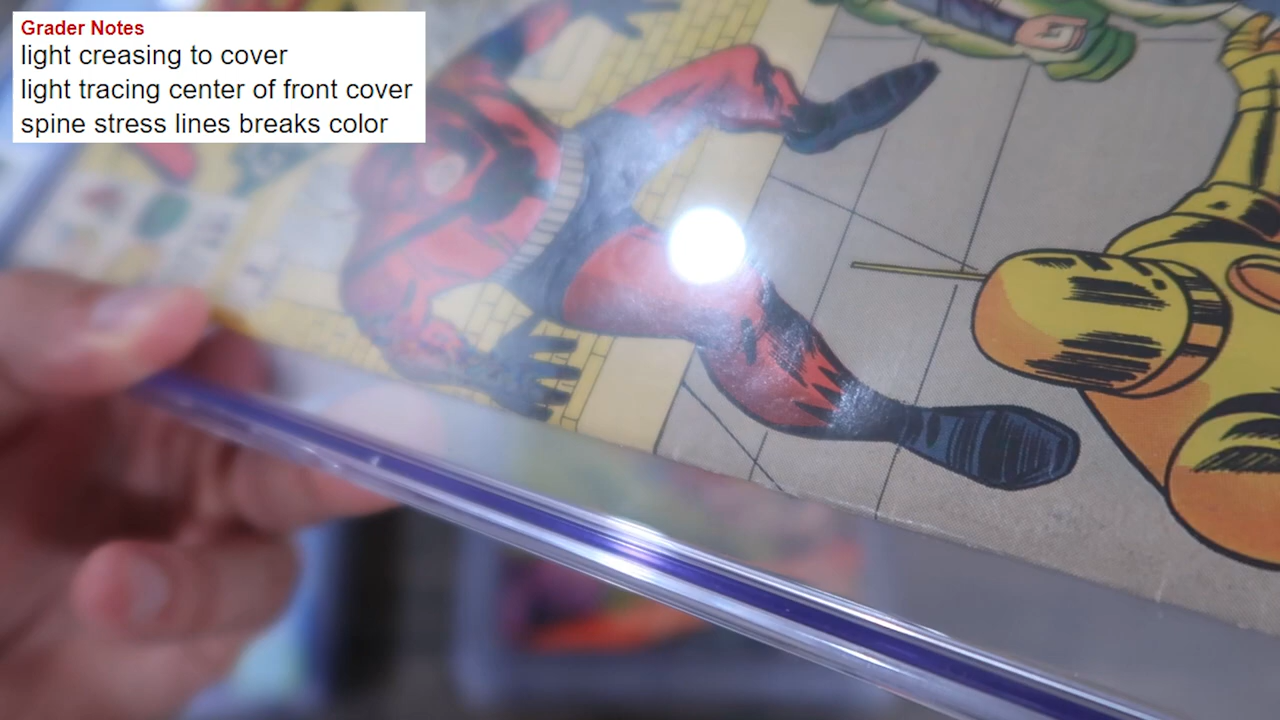 Grader Notes
light creasing to cover
light tracing center of front cover
spine stress lines breaks color